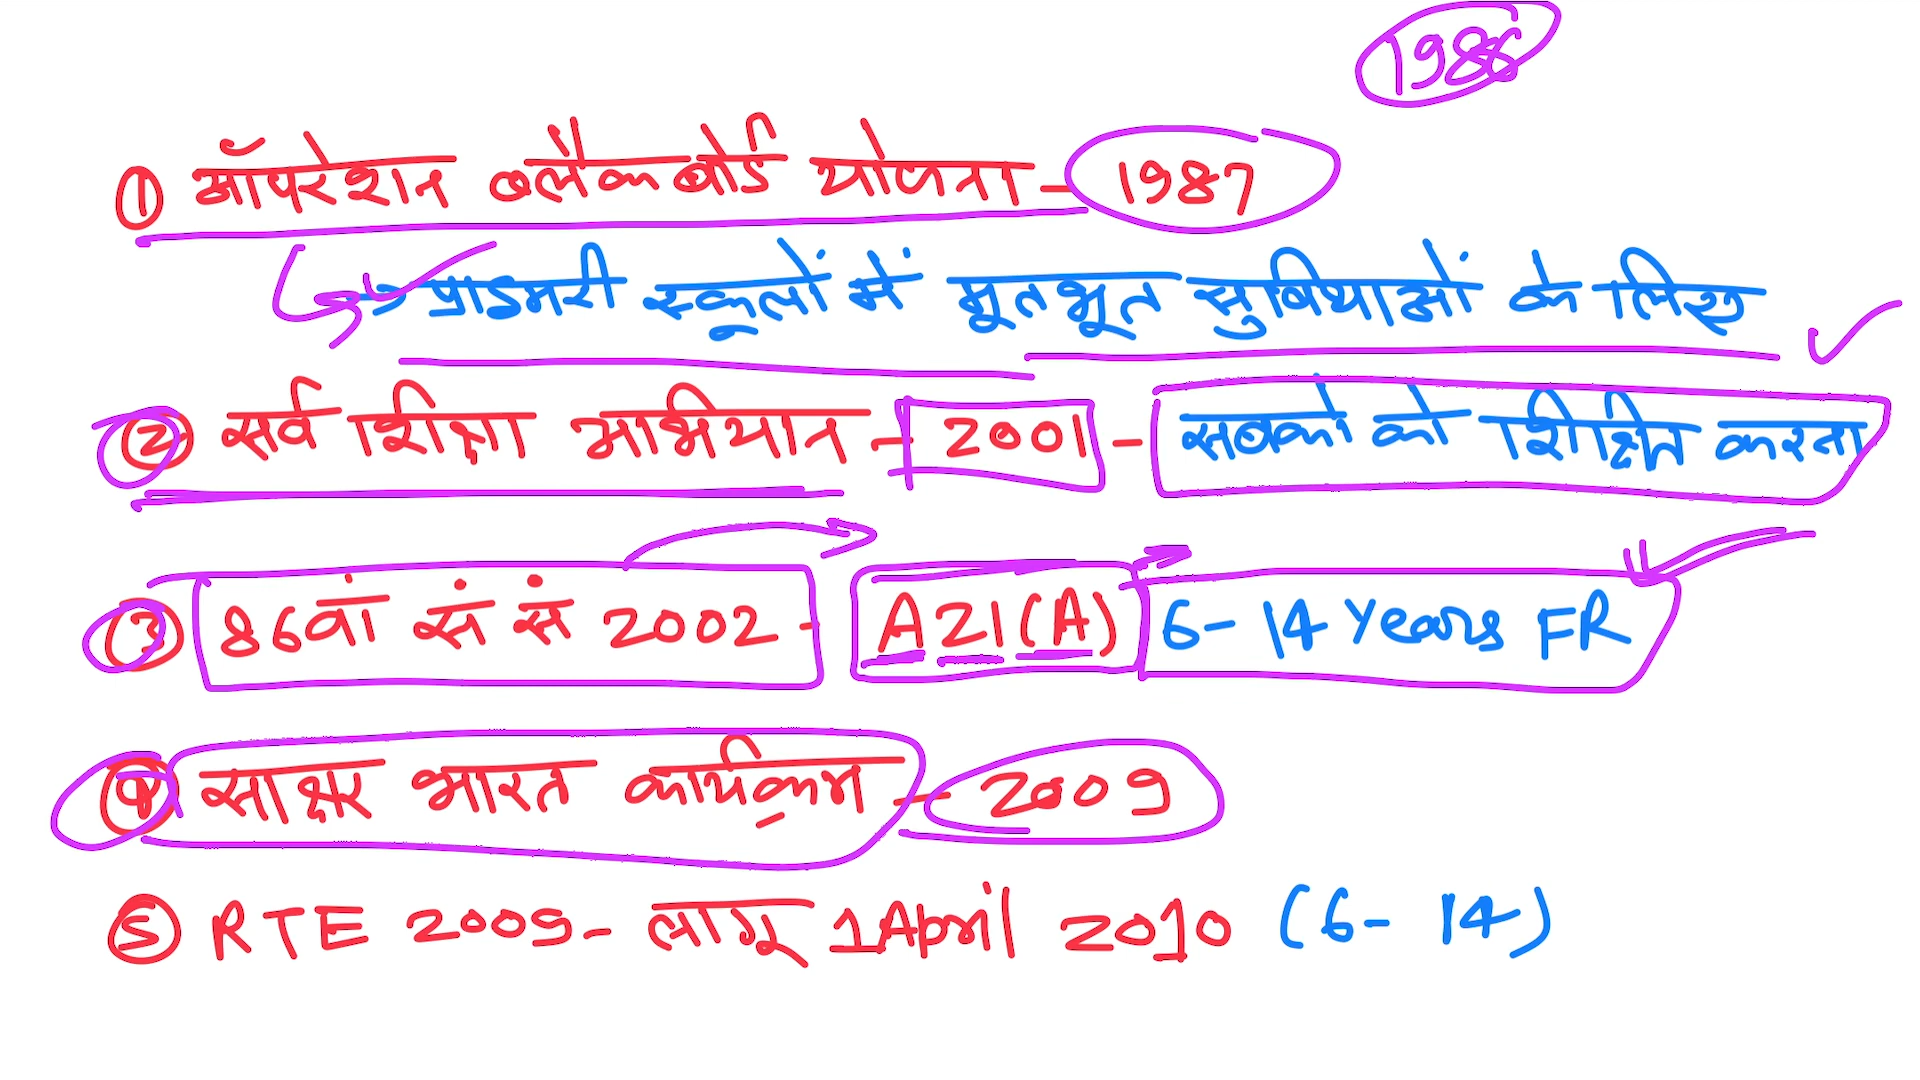 1986
① ऑपरेशन ब्लैक बोर्ड योजना - 1987
→ प्राइमरी स्कूलों में मूलभूत सुविधाओं के लिए
② सर्व शिक्षा अभियान - 2001 - सबको को शिक्षित करना
③ 86वां सं सं 2002 - A21(A) 6-14 Years FR
④ साक्षर भारत कार्यक्रम - 2009
⑤ RTE 2009 - लागू 1 April 2010 (6-14)